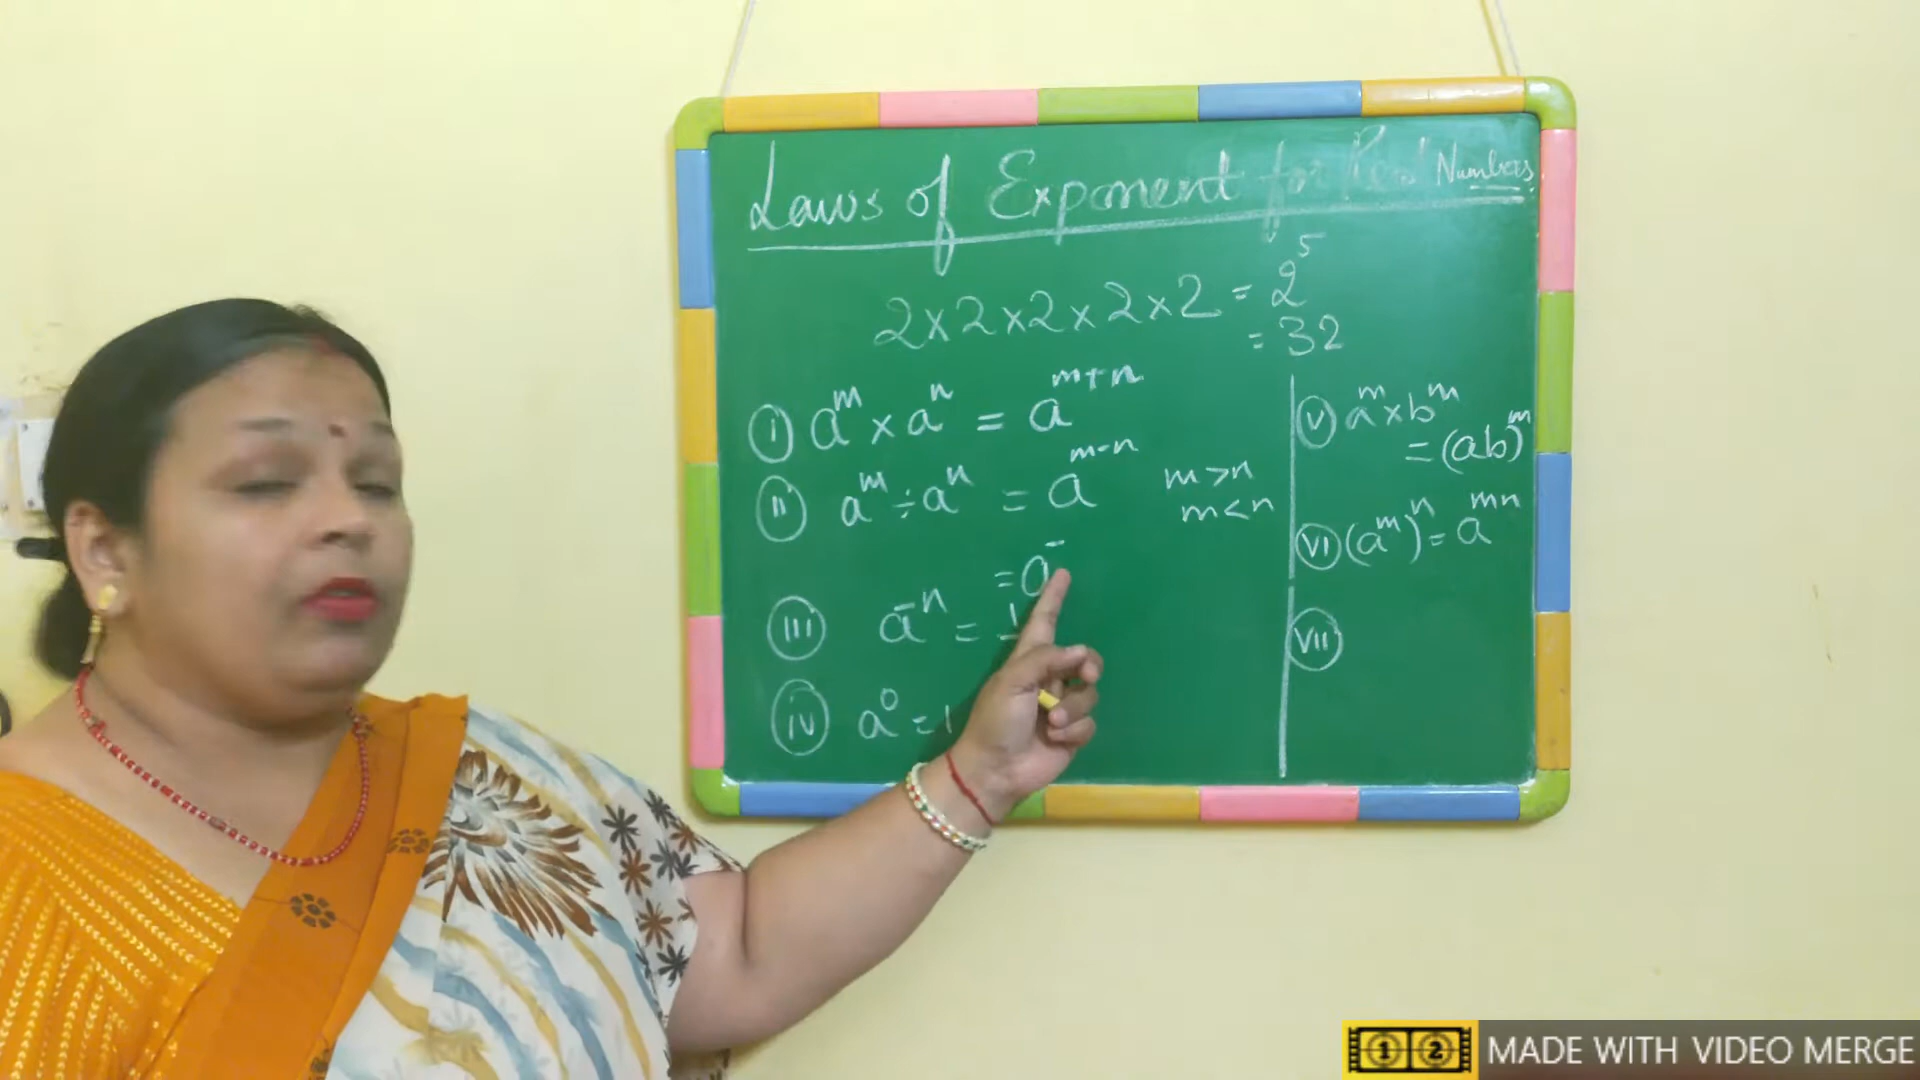 Laws of Exponent for Real Numbers.
2×2×2×2×2 = 2⁵
= 32
(i) aᵐ × aⁿ = aᵐ⁺ⁿ
(ii) aᵐ ÷ aⁿ = aᵐ⁻ⁿ
m > n
m < n
= a⁻
(iii) a⁻ⁿ = 1
(iv) a⁰ = 1
(v) aᵐ × bᵐ
= (ab)ᵐ
(vi) (aᵐ)ⁿ = aᵐⁿ
(vii)
MADE WITH VIDEO MERGE